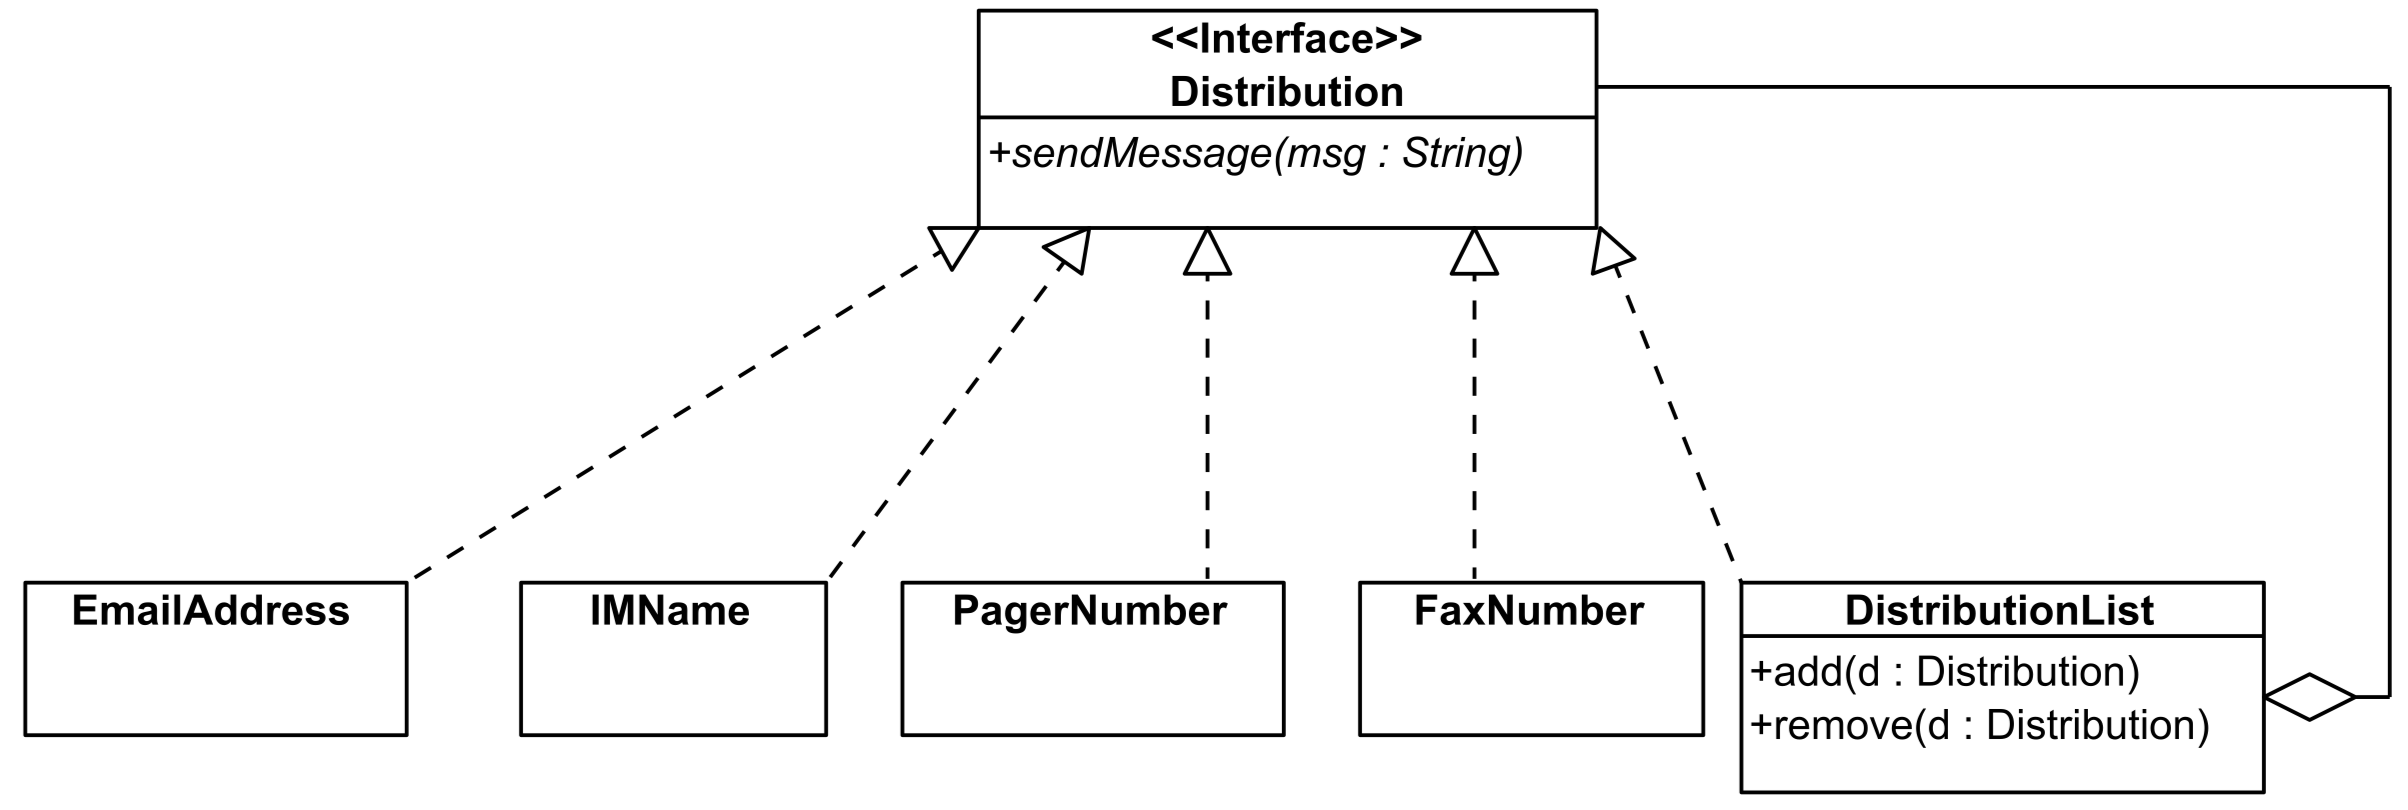 <<Interface>>
Distribution
+sendMessage(msg : String)
EmailAddress
IMName
PagerNumber
FaxNumber
DistributionList
+add(d : Distribution)
+remove(d : Distribution)